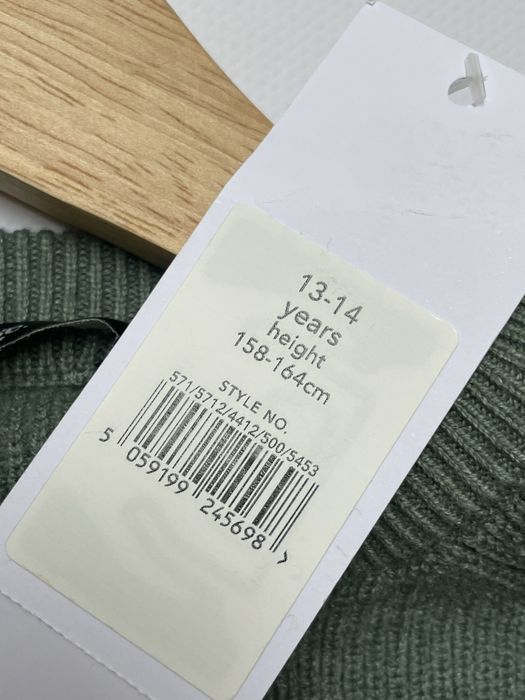 13-14
years
height
158-164cm
STYLE NO.
571/5712/4412/500/5453
5 059199 245698 >